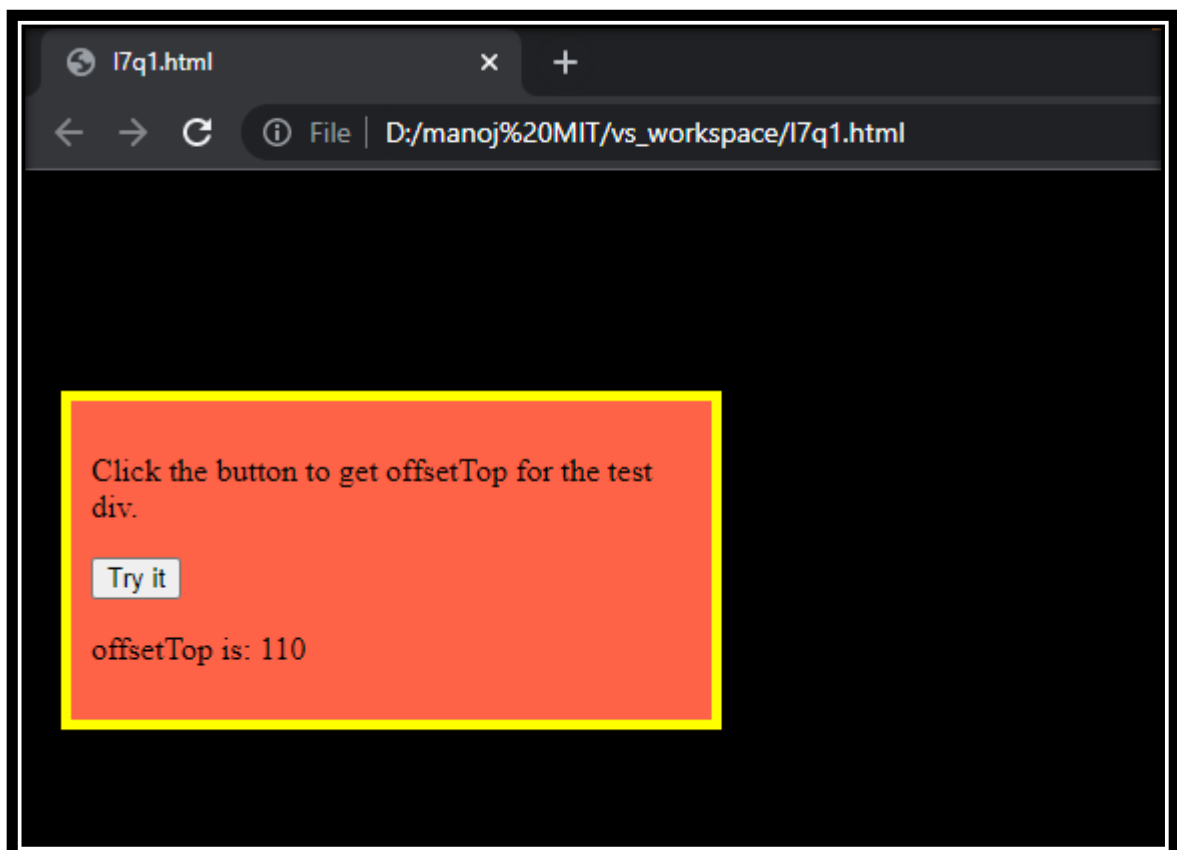 l7q1.html
File D:/manoj%20MIT/vs_workspace/l7q1.html
Click the button to get offsetTop for the test
div.
Try it
offsetTop is: 110